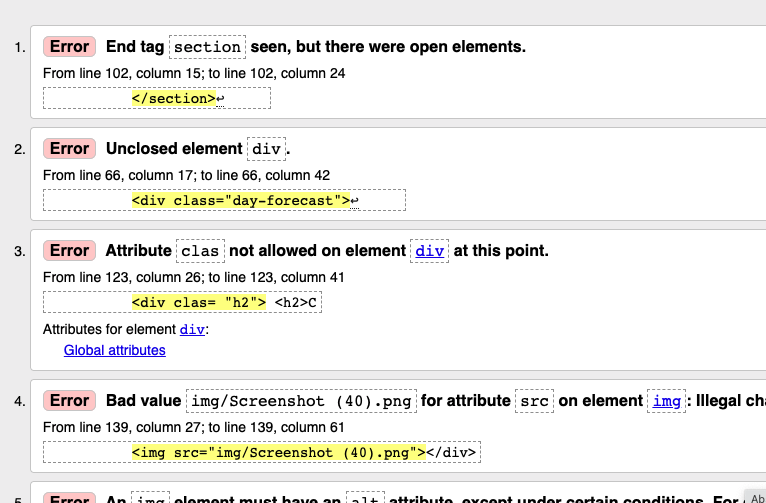 1. Error End tag section seen, but there were open elements.
From line 102, column 15; to line 102, column 24
</section>↩
2. Error Unclosed element div.
From line 66, column 17; to line 66, column 42
<div class="day-forecast">↩
3. Error Attribute clas not allowed on element div at this point.
From line 123, column 26; to line 123, column 41
<div clas= "h2"> <h2>C
Attributes for element div:
Global attributes
4. Error Bad value img/Screenshot (40).png for attribute src on element img: Illegal cha
From line 139, column 27; to line 139, column 61
<img src="img/Screenshot (40).png"></div>
5. Error An img element must have an alt attribute, except under certain conditions. For
Ab